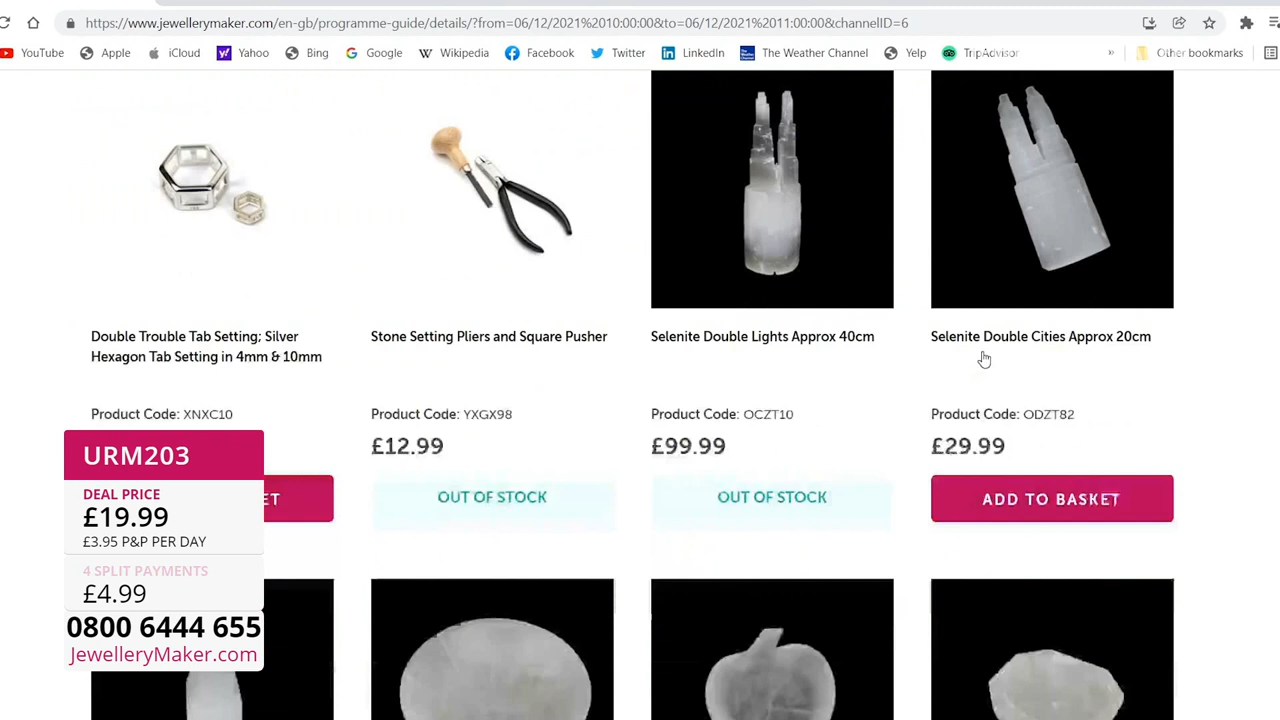 https://www.jewellerymaker.com/en-gb/programme-guide/details/?from=06/12/2021%2010:00:00&to=06/12/2021%2011:00:00&channelID=6
YouTube Apple iCloud Yahoo Bing Google Wikipedia Facebook Twitter LinkedIn The Weather Channel Yelp TripAdvisor » Other bookmarks
Double Trouble Tab Setting; Silver
Hexagon Tab Setting in 4mm & 10mm
Product Code: XNXC10
Stone Setting Pliers and Square Pusher
Product Code: YXGX98
£12.99
OUT OF STOCK
Selenite Double Lights Approx 40cm
Product Code: OCZT10
£99.99
OUT OF STOCK
Selenite Double Cities Approx 20cm
Product Code: ODZT82
£29.99
ADD TO BASKET
URM203
DEAL PRICE
£19.99
£3.95 P&P PER DAY
4 SPLIT PAYMENTS
£4.99
0800 6444 655
JewelleryMaker.com